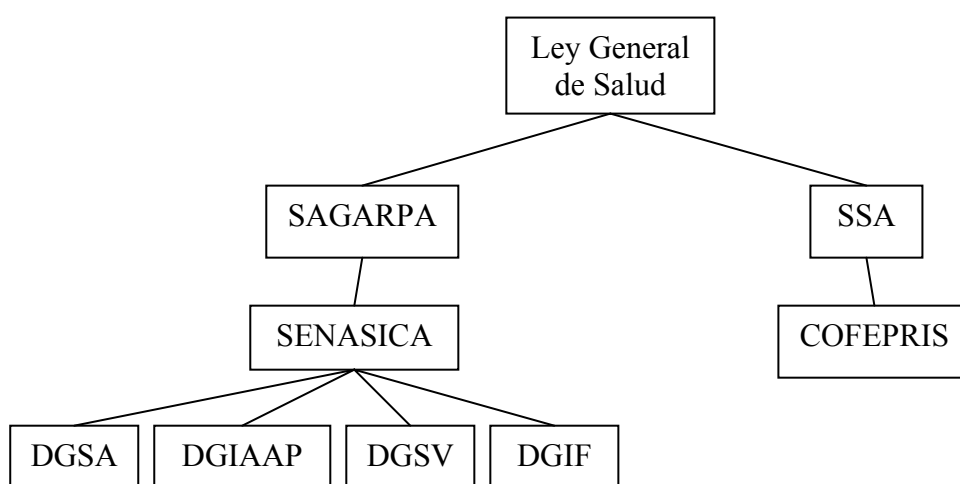 Ley General
de Salud
SAGARPA
SSA
SENASICA
COFEPRIS
DGSA
DGIAAP
DGSV
DGIF